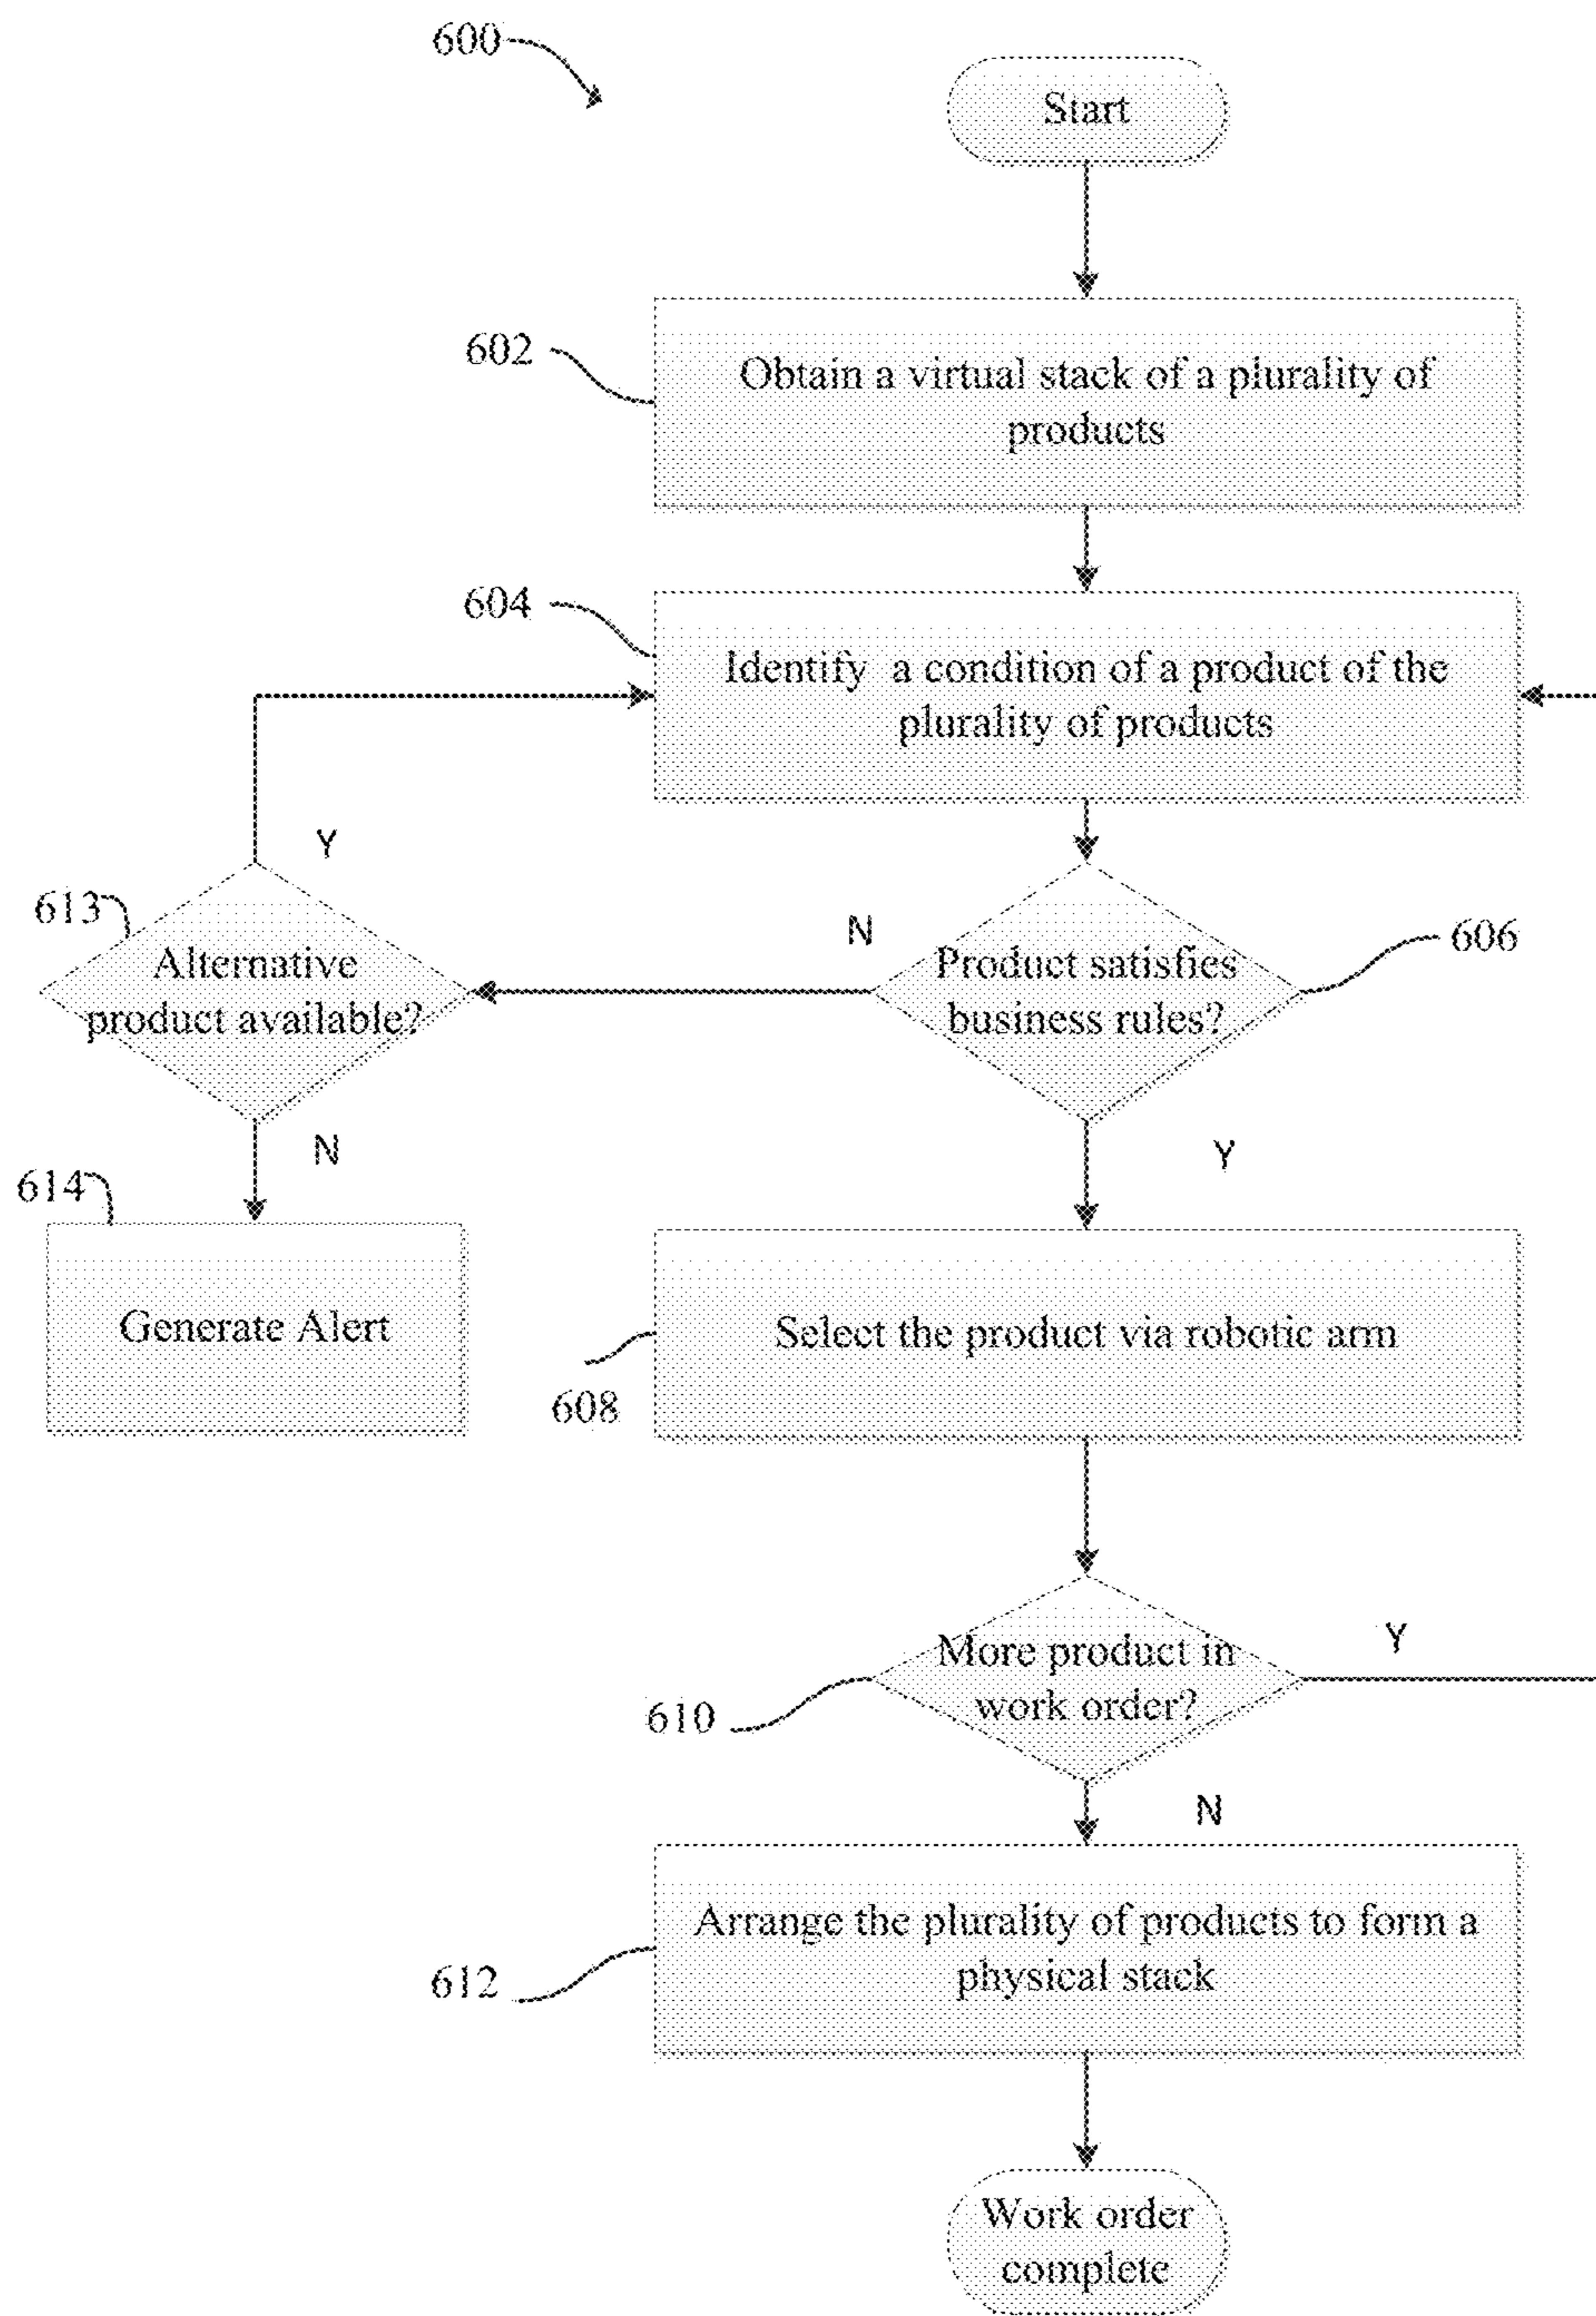 600
Start
602
Obtain a virtual stack of a plurality of
products
604
Identify a condition of a product of the
plurality of products
Y
613
Alternative
product available?
N
Product satisfies
business rules?
606
N
Y
614
Generate Alert
Select the product via robotic arm
608
More product in
work order?
Y
610
N
Arrange the plurality of products to form a
physical stack
612
Work order
complete